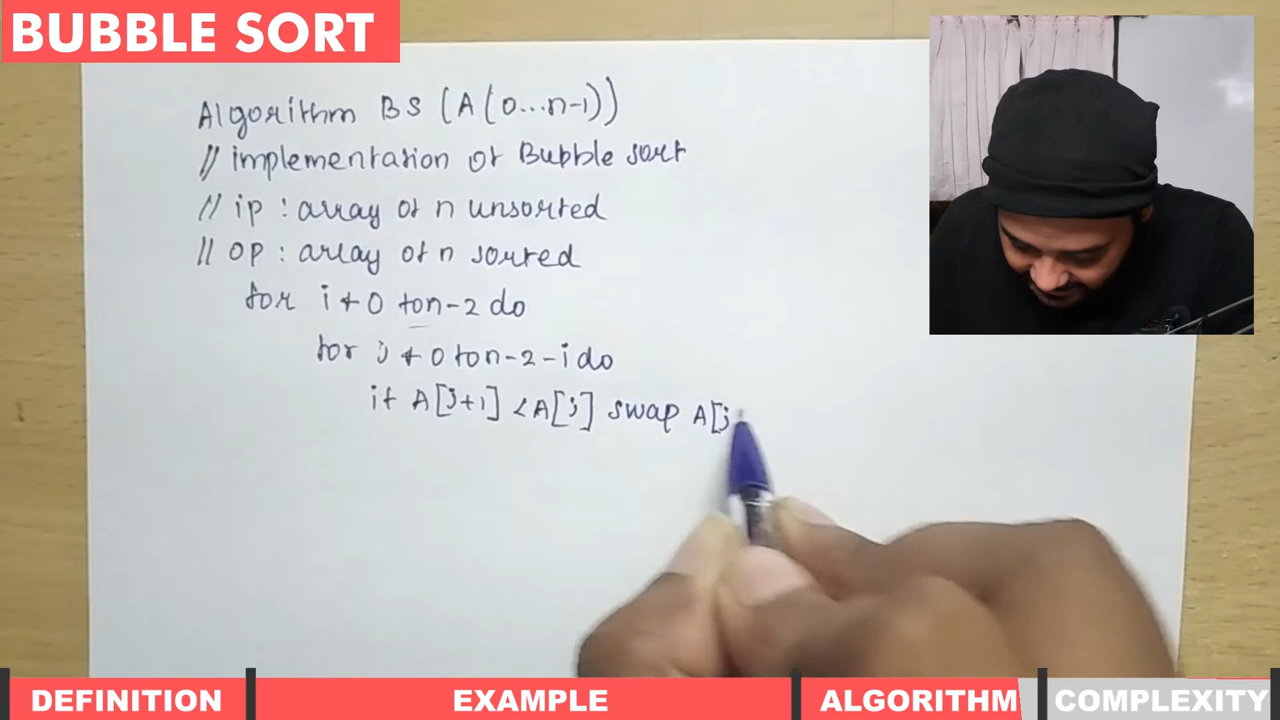 BUBBLE SORT
Algorithm BS (A(0...n-1))
// implementation of Bubble sort
// ip : array of n unsorted
// op : array of n sorted
for i ← 0 to n-2 do
for j ← 0 to n-2-i do
if A[j+1] < A[j] swap A[j
DEFINITION
EXAMPLE
ALGORITHM
COMPLEXITY